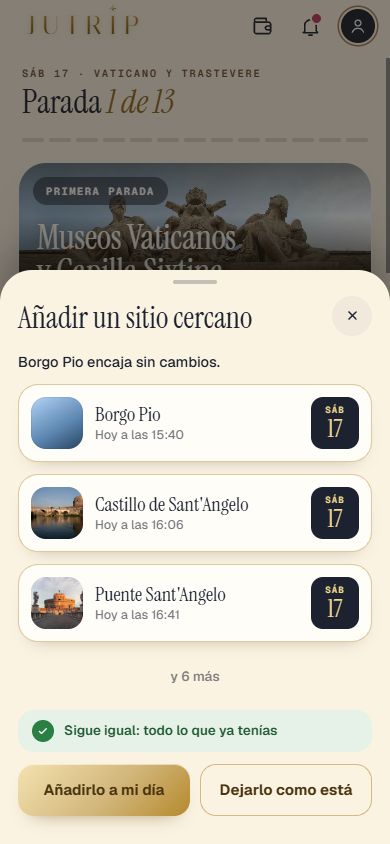 JUTRIP
SÁB 17 · VATICANO Y TRASTEVERE
Parada 1 de 13
PRIMERA PARADA
Museos Vaticanos
y Capilla Sixtina
Añadir un sitio cercano
Borgo Pio encaja sin cambios.
Borgo Pio
Hoy a las 15:40
SÁB
17
Castillo de Sant'Angelo
Hoy a las 16:06
SÁB
17
Puente Sant'Angelo
Hoy a las 16:41
SÁB
17
y 6 más
Sigue igual: todo lo que ya tenías
Añadirlo a mi día
Dejarlo como está